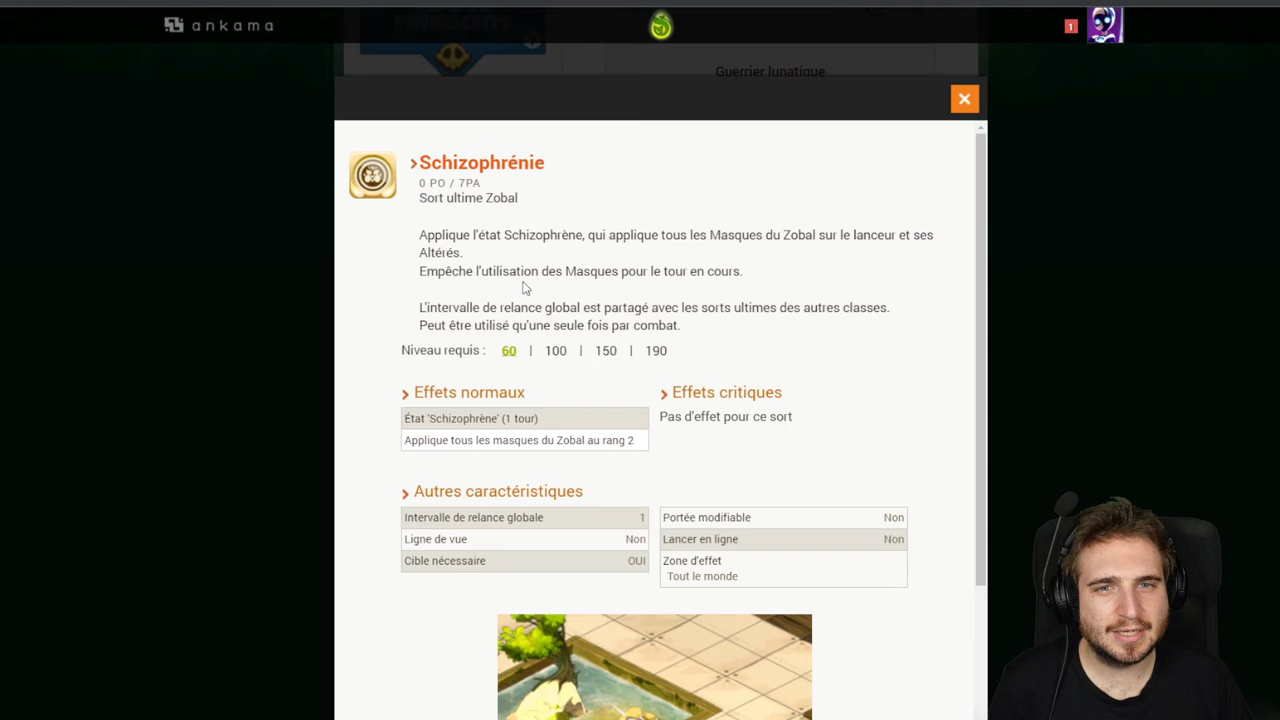 ankama
1
Guerrier lunatique
Schizophrénie
0 PO / 7PA
Sort ultime Zobal
Applique l'état Schizophrène, qui applique tous les Masques du Zobal sur le lanceur et ses
Altérés.
Empêche l'utilisation des Masques pour le tour en cours.
L'intervalle de relance global est partagé avec les sorts ultimes des autres classes.
Peut être utilisé qu'une seule fois par combat.
Niveau requis : 60 | 100 | 150 | 190
Effets normaux
État 'Schizophrène' (1 tour)
Applique tous les masques du Zobal au rang 2
Effets critiques
Pas d'effet pour ce sort
Autres caractéristiques
Intervalle de relance globale 1
Ligne de vue Non
Cible nécessaire OUI
Portée modifiable Non
Lancer en ligne Non
Zone d'effet
Tout le monde